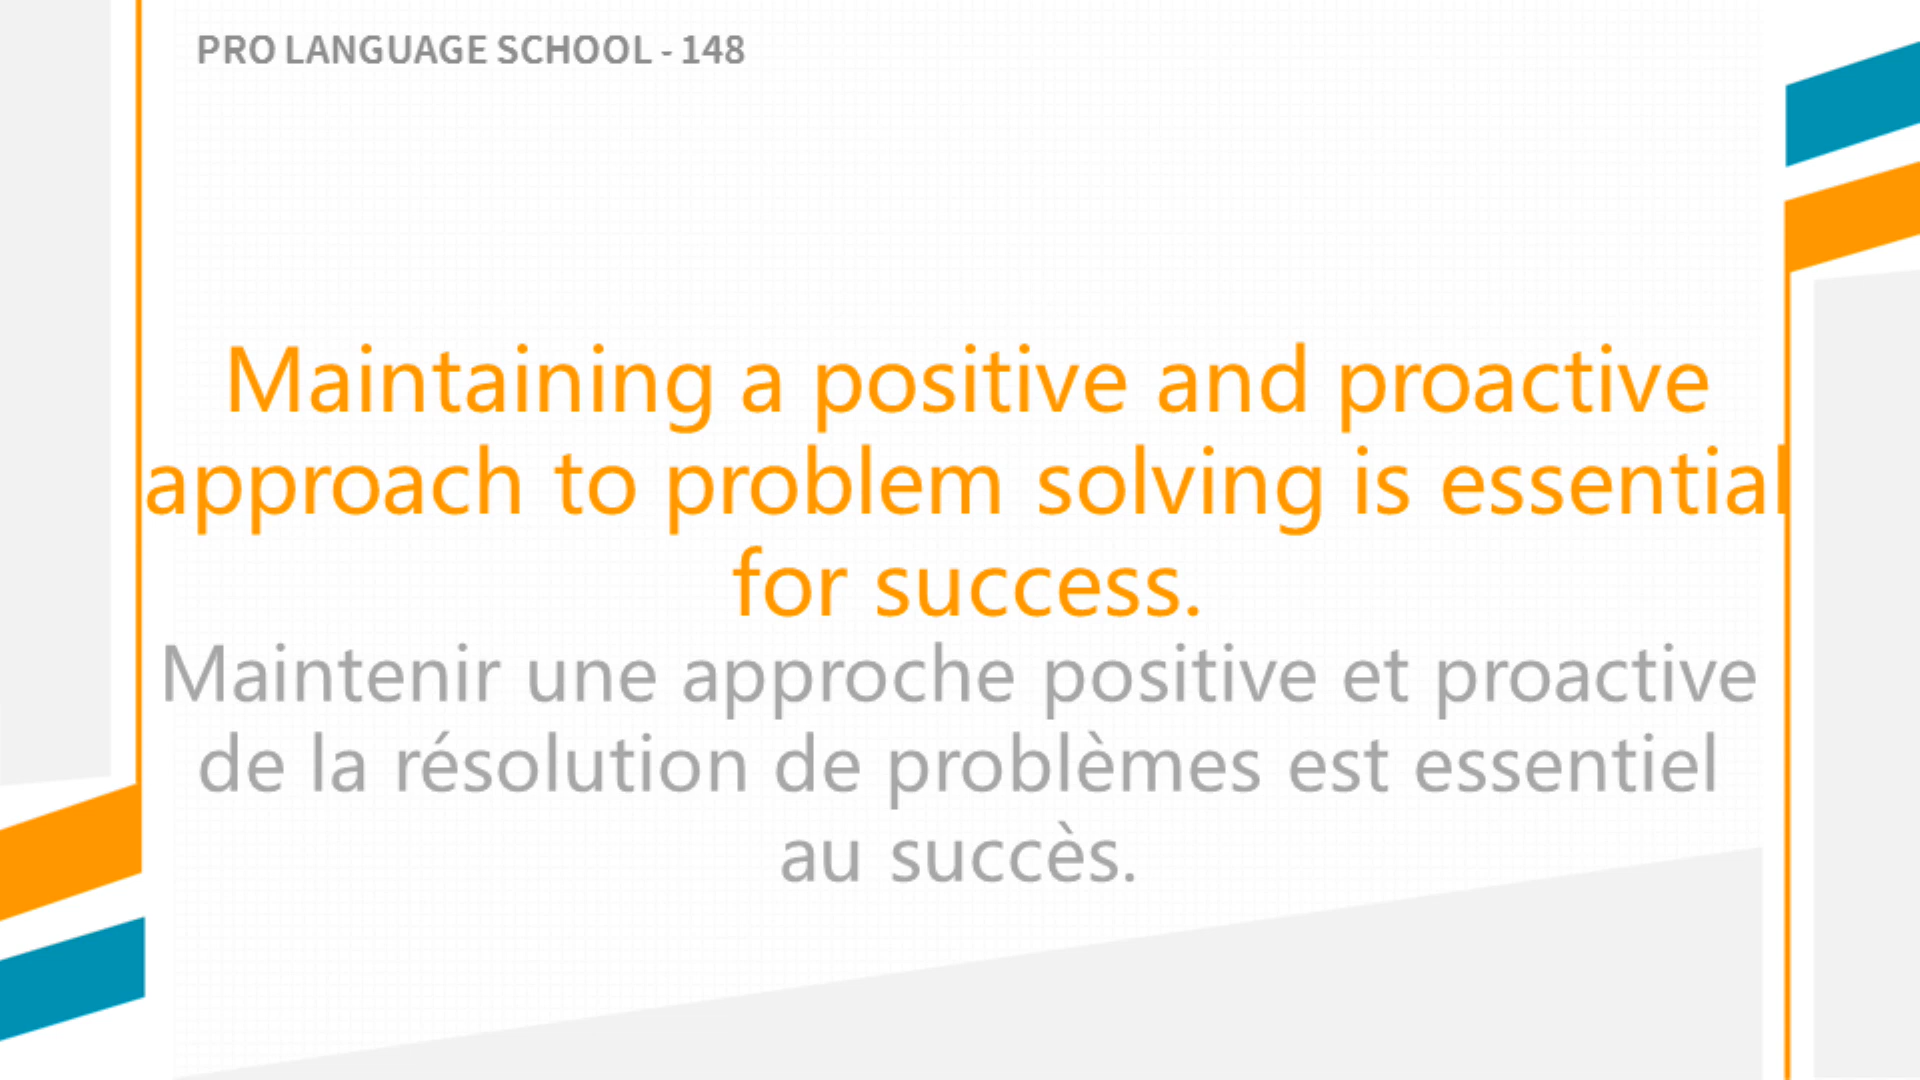 PRO LANGUAGE SCHOOL - 148
Maintaining a positive and proactive
approach to problem solving is essential
for success.
Maintenir une approche positive et proactive
de la résolution de problèmes est essentiel
au succès.